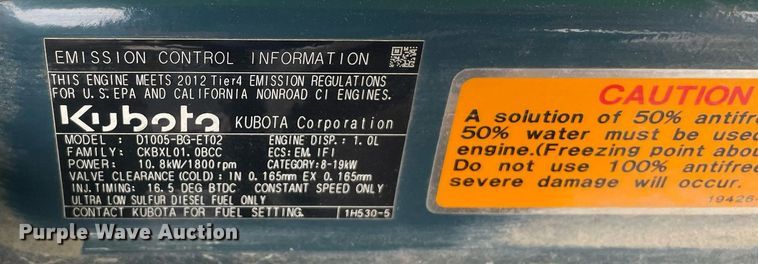 EMISSION CONTROL INFORMATION
THIS ENGINE MEETS 2012 Tier4 EMISSION REGULATIONS
FOR U.S.EPA AND CALIFORNIA NONROAD CI ENGINES.
Kubota KUBOTA Corporation
MODEL : D1005-BG-ET02 ENGINE DISP.: 1.0L
FAMILY: CKBXL01.0BCC ECS: EM, IFI
POWER: 10.8kW/1800rpm CATEGORY: 8-19kW
VALVE CLEARANCE (COLD): IN 0.165mm EX 0.165mm
INJ. TIMING: 16.5 DEG BTDC CONSTANT SPEED ONLY
ULTRA LOW SULFUR DIESEL FUEL ONLY
CONTACT KUBOTA FOR FUEL SETTING. 1H530-5
CAUTION
A solution of 50% antifre
50% water must be used
engine.(Freezing point abou
Do not use 100% antifree
severe damage will occur.
19426-
Purple Wave Auction